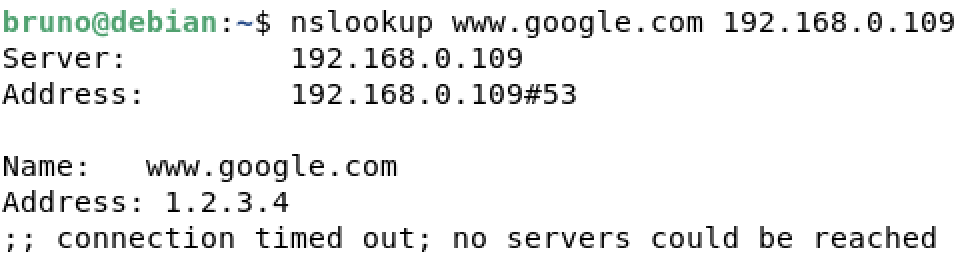 bruno@debian:~$ nslookup www.google.com 192.168.0.109
Server:         192.168.0.109
Address:        192.168.0.109#53

Name:   www.google.com
Address: 1.2.3.4
;; connection timed out; no servers could be reached